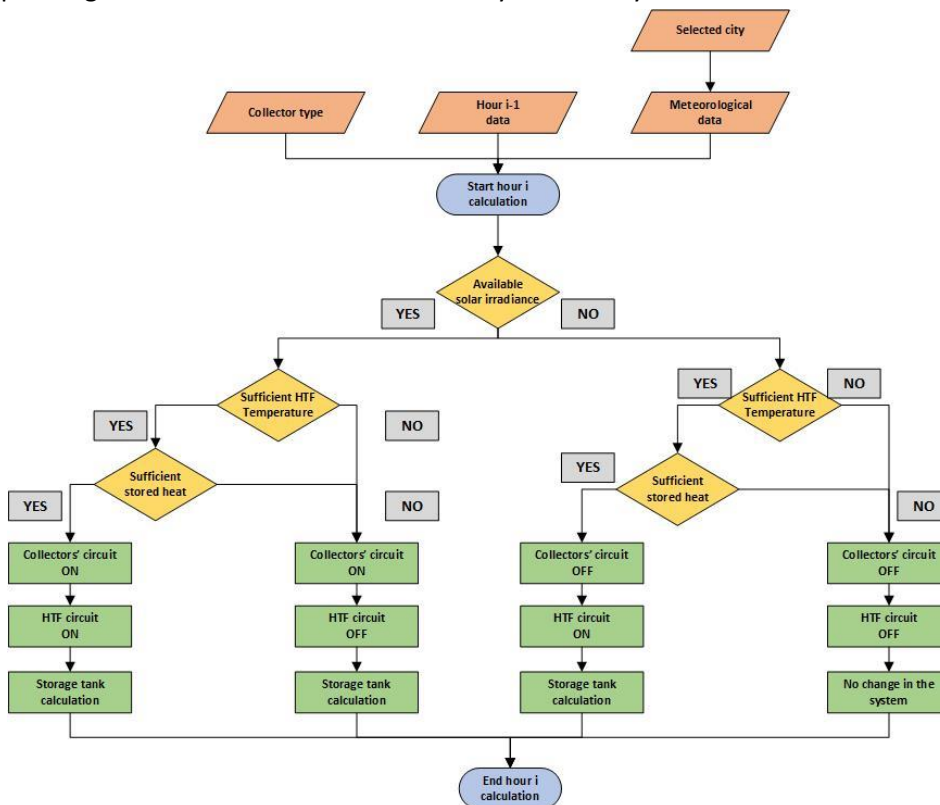 Selected city
Collector type
Hour i-1
data
Meteorological
data
Start hour i
calculation
Available
solar irradiance
YES
NO
Sufficient HTF
Temperature
YES
NO
Sufficient HTF
Temperature
YES
NO
Sufficient
stored heat
YES
NO
Sufficient
stored heat
YES
NO
Collectors' circuit
ON
Collectors' circuit
ON
Collectors' circuit
OFF
Collectors' circuit
OFF
HTF circuit
ON
HTF circuit
OFF
HTF circuit
ON
HTF circuit
OFF
Storage tank
calculation
Storage tank
calculation
Storage tank
calculation
No change in the
system
End hour i
calculation